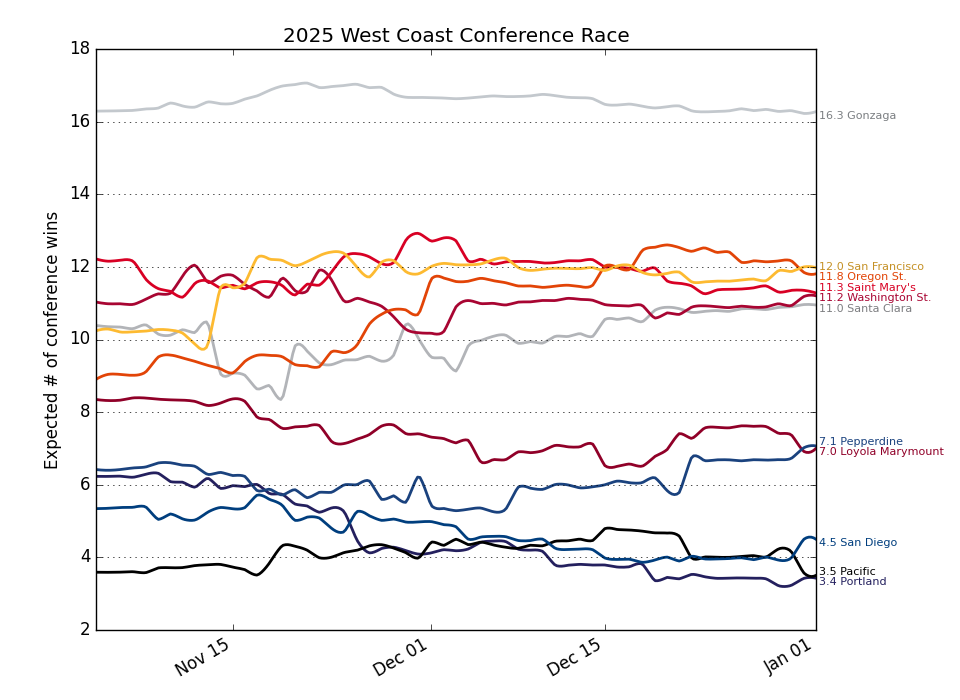 2025 West Coast Conference Race
Expected # of conference wins
18
16
14
12
10
8
6
4
2
Nov 15
Dec 01
Dec 15
Jan 01
16.3 Gonzaga
12.0 San Francisco
11.8 Oregon St.
11.3 Saint Mary's
11.2 Washington St.
11.0 Santa Clara
7.1 Pepperdine
7.0 Loyola Marymount
4.5 San Diego
3.5 Pacific
3.4 Portland